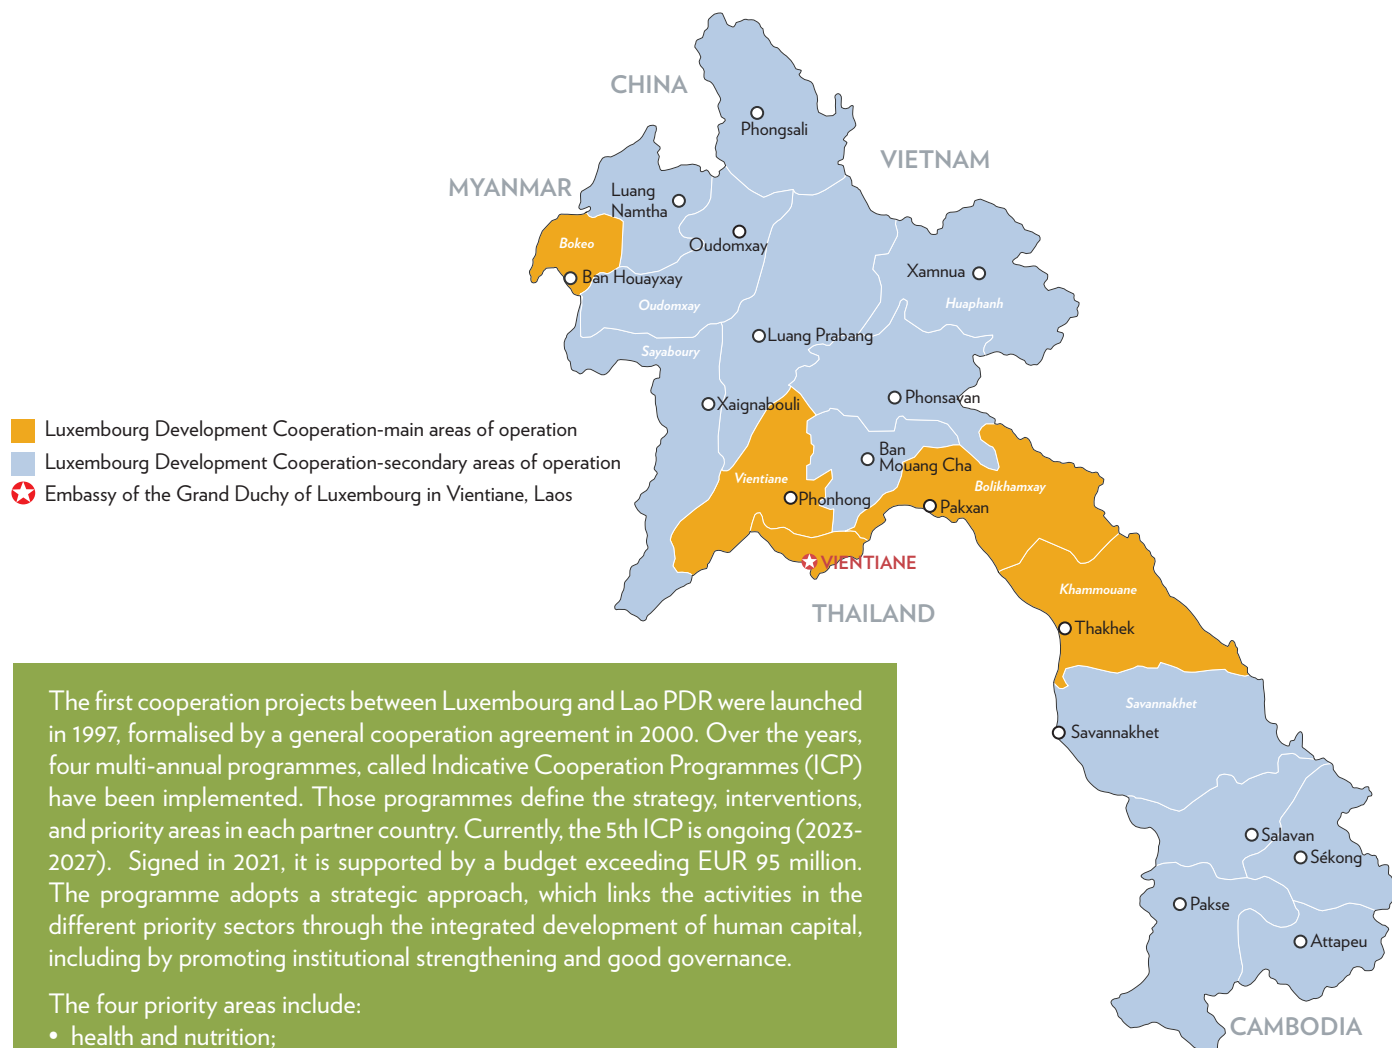 CHINA
Phongsali
VIETNAM
MYANMAR
Luang
Namtha
Oudomxay
Bokeo
Ban Houayxay
Xamnua
Oudomxay
Huaphanh
Luang Prabang
Sayaboury
Xaignabouli
Phonsavan
Luxembourg Development Cooperation-main areas of operation
Luxembourg Development Cooperation-secondary areas of operation
Embassy of the Grand Duchy of Luxembourg in Vientiane, Laos
Ban
Mouang Cha
Vientiane
Phonhong
Bolikhamxay
Pakxan
VIENTIANE
THAILAND
Khammouane
Thakhek
Savannakhet
Savannakhet
Salavan
Sékong
Pakse
Attapeu
CAMBODIA
The first cooperation projects between Luxembourg and Lao PDR were launched
in 1997, formalised by a general cooperation agreement in 2000. Over the years,
four multi-annual programmes, called Indicative Cooperation Programmes (ICP)
have been implemented. Those programmes define the strategy, interventions,
and priority areas in each partner country. Currently, the 5th ICP is ongoing (2023-
2027). Signed in 2021, it is supported by a budget exceeding EUR 95 million.
The programme adopts a strategic approach, which links the activities in the
different priority sectors through the integrated development of human capital,
including by promoting institutional strengthening and good governance.
The four priority areas include:
• health and nutrition;